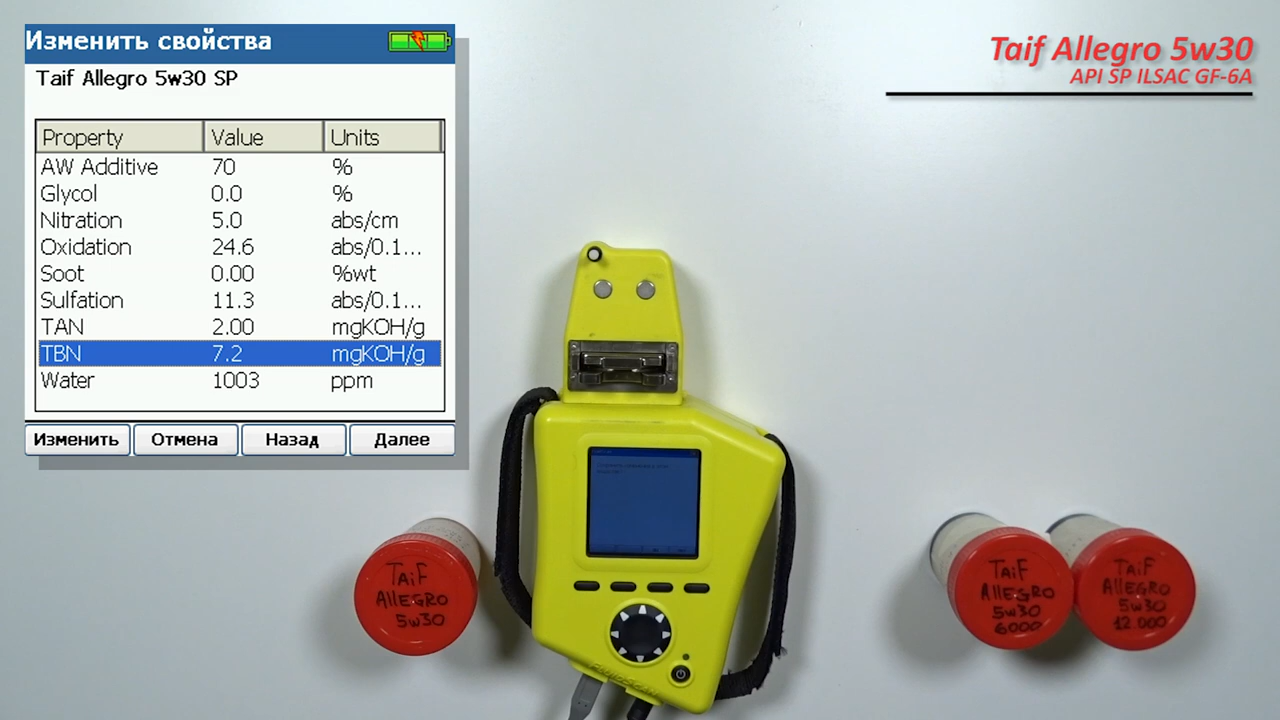 Изменить свойства
Taif Allegro 5w30 SP
Property Value Units
AW Additive 70 %
Glycol 0.0 %
Nitration 5.0 abs/cm
Oxidation 24.6 abs/0.1...
Soot 0.00 %wt
Sulfation 11.3 abs/0.1...
TAN 2.00 mgKOH/g
TBN 7.2 mgKOH/g
Water 1003 ppm
Изменить Отмена Назад Далее
Taif Allegro 5w30
API SP ILSAC GF-6A
TAiF
ALLEGRO
5w30
TAiF
AllEGRO
5w30
6000
TAiF
AllEGRO
5w30
12.000